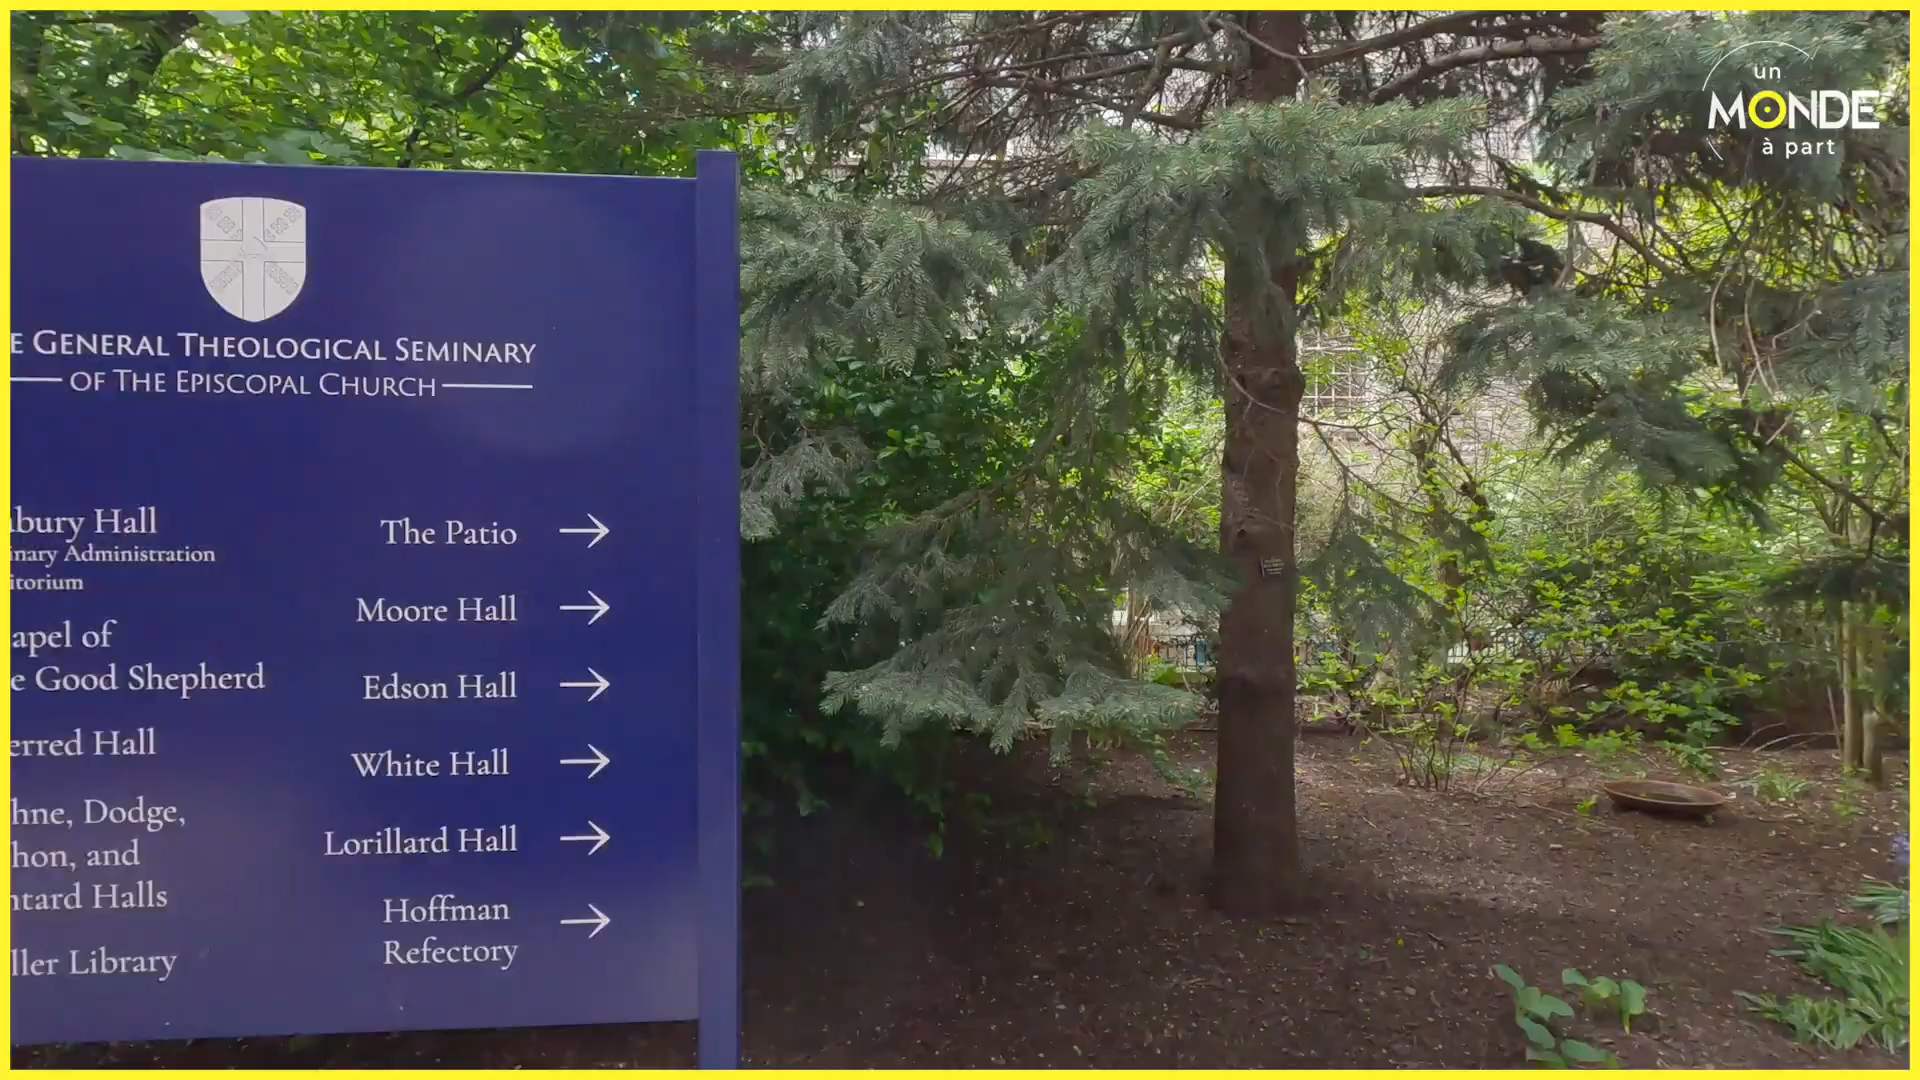 un
MONDE
à part
E GENERAL THEOLOGICAL SEMINARY
OF THE EPISCOPAL CHURCH
bury Hall
inary Administration
itorium
apel of
e Good Shepherd
erred Hall
hne, Dodge,
hon, and
ntard Halls
ller Library
The Patio →
Moore Hall →
Edson Hall →
White Hall →
Lorillard Hall →
Hoffman →
Refectory